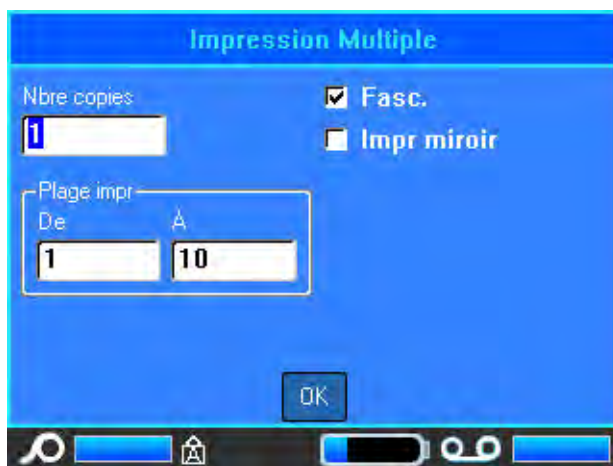 Impression Multiple
Nbre copies
1
Fasc.
Impr miroir
Plage impr
De À
1 10
OK